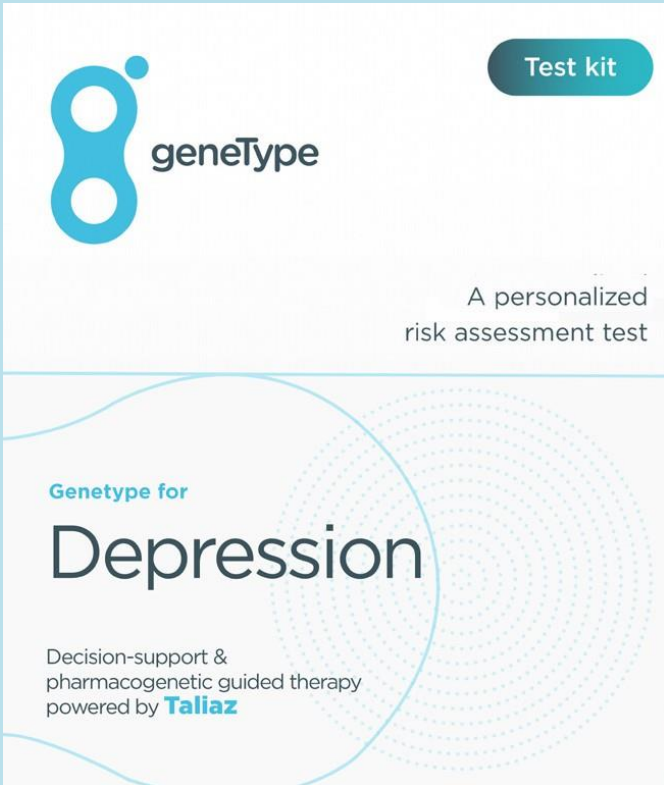 Test kit
geneType
A personalized
risk assessment test
Genetype for
Depression
Decision-support &
pharmacogenetic guided therapy
powered by Taliaz